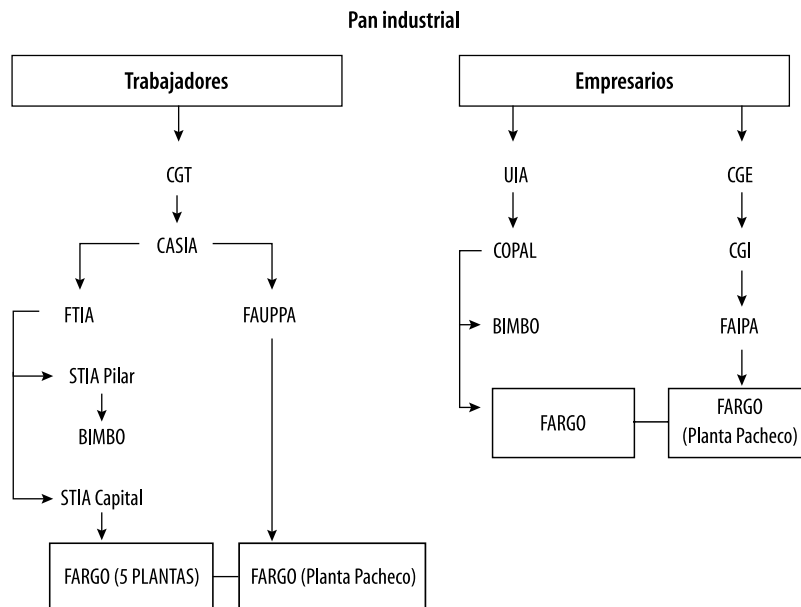 Pan industrial
Trabajadores
CGT
CASIA
FTIA
FAUPPA
STIA Pilar
BIMBO
STIA Capital
FARGO (5 PLANTAS)
FARGO (Planta Pacheco)
Empresarios
UIA
CGE
COPAL
CGI
BIMBO
FAIPA
FARGO
FARGO
(Planta Pacheco)